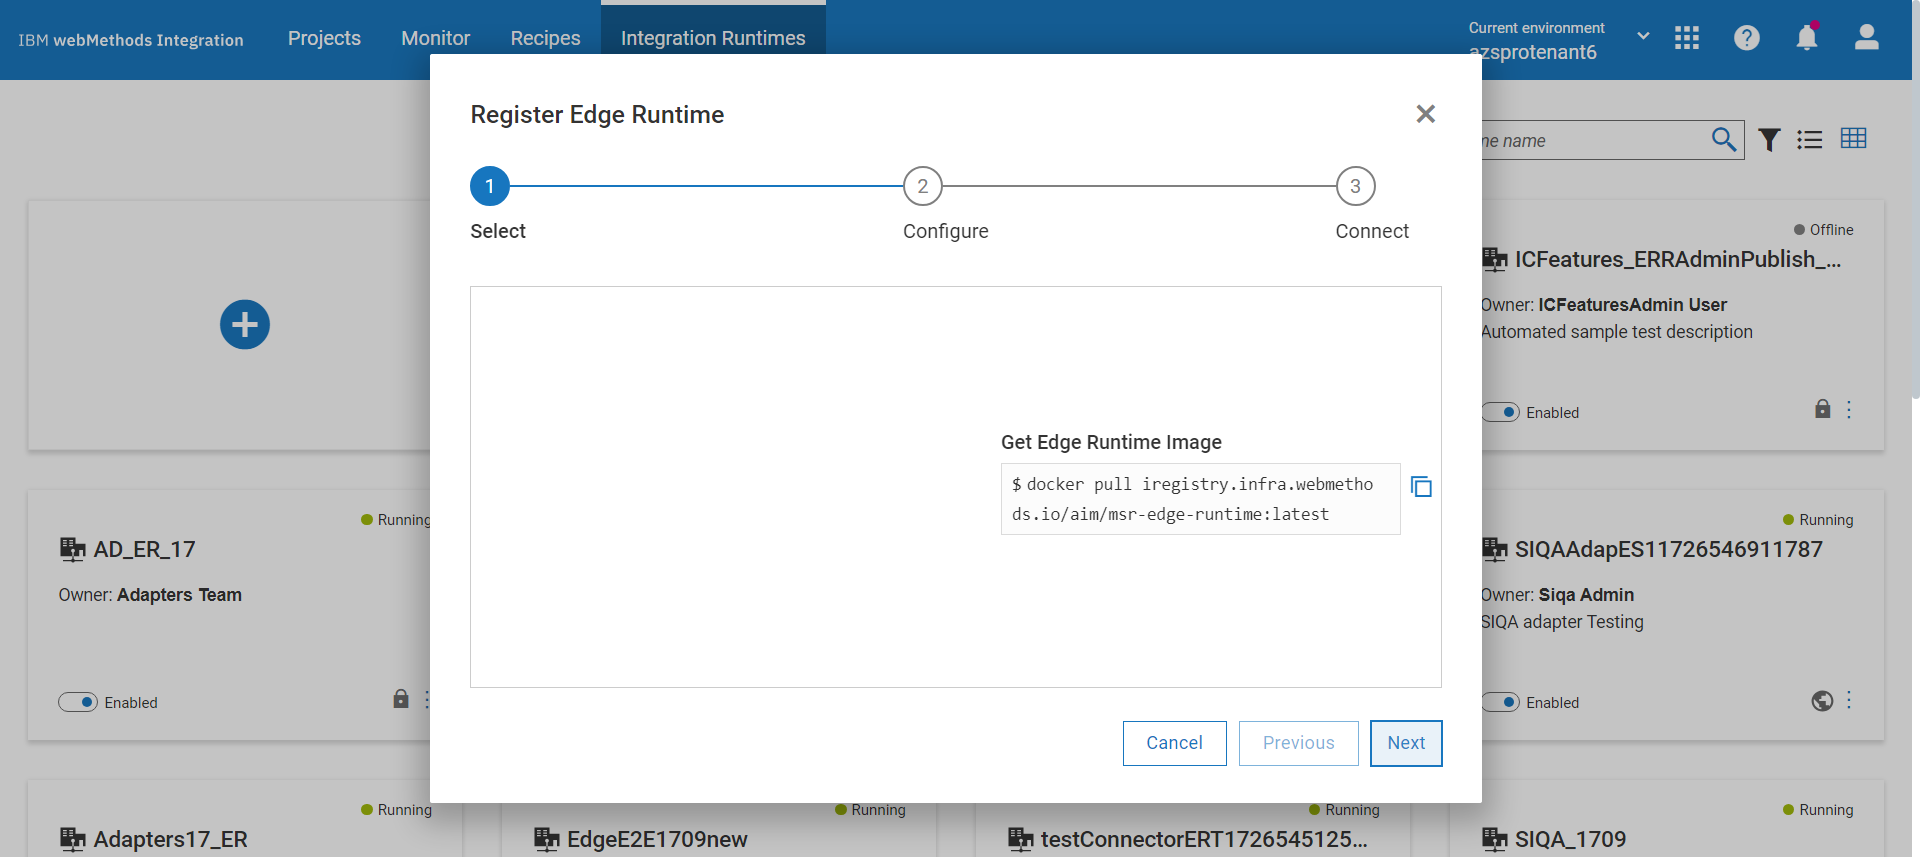 IBM webMethods Integration
Projects
Monitor
Recipes
Integration Runtimes
Current environment
azsprotenant6
Register Edge Runtime
1
2
3
Select
Configure
Connect
Get Edge Runtime Image
$ docker pull iregistry.infra.webmetho
ds.io/aim/msr-edge-runtime:latest
Cancel
Previous
Next
name
Offline
ICFeatures_ERRAdminPublish_...
Owner: ICFeaturesAdmin User
Automated sample test description
Enabled
Running
AD_ER_17
Owner: Adapters Team
Enabled
Running
SIQAAdapES11726546911787
Owner: Siqa Admin
SIQA adapter Testing
Enabled
Running
Adapters17_ER
Running
EdgeE2E1709new
Running
testConnectorERT1726545125...
Running
SIQA_1709